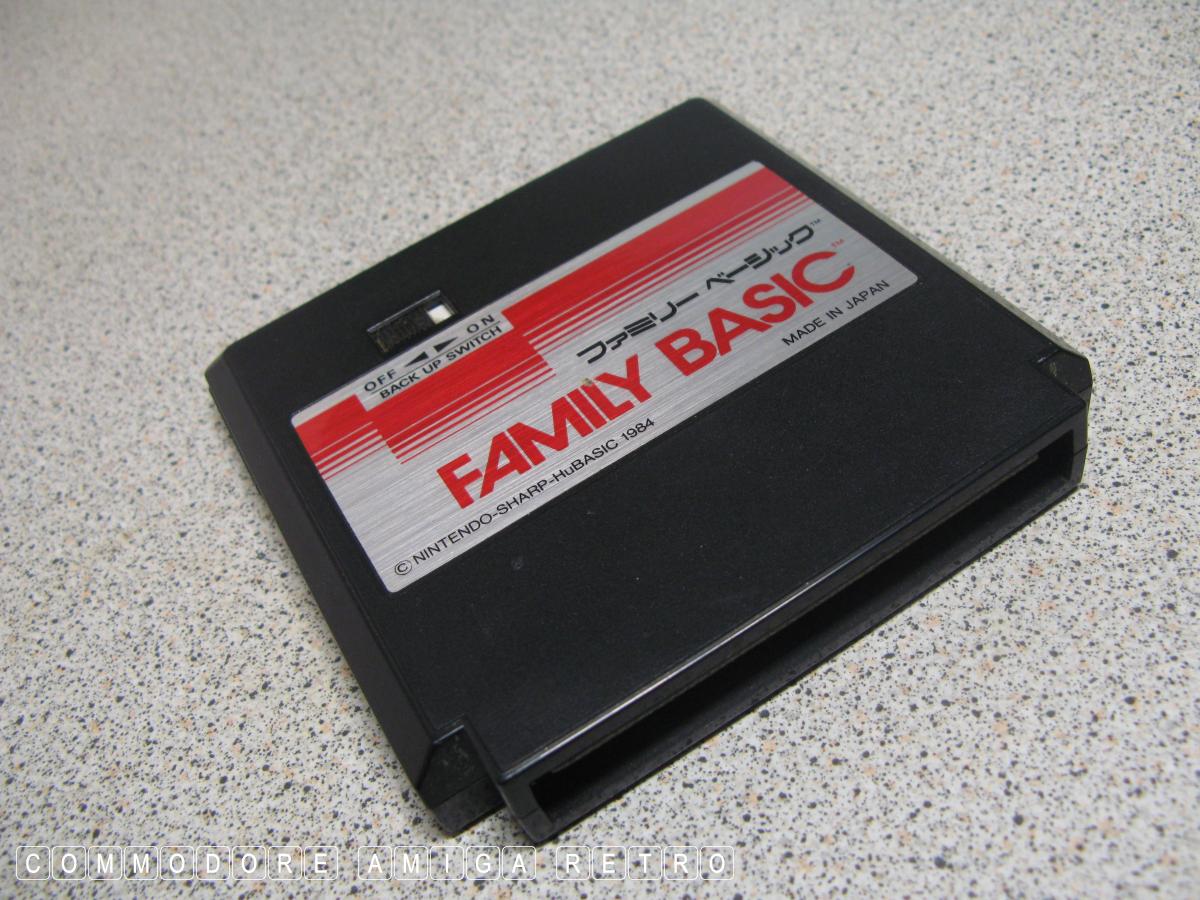 OFF ◀ ▶ ON
BACK UP SWITCH
ファミリー ベーシック™
FAMILY BASIC™
MADE IN JAPAN
©NINTENDO-SHARP-HuBASIC 1984
COMMODORE AMIGA RETRO